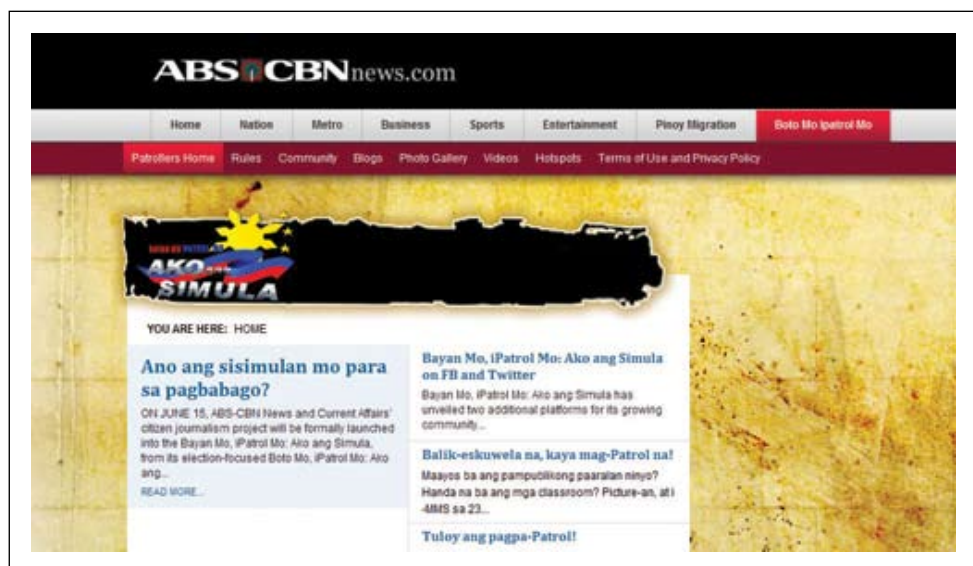 ABS CBNnews.com
Home Nation Metro Business Sports Entertainment Pinoy Migration Boto Mo Ipatrol Mo
Patrollers Home Rules Community Blogs Photo Gallery Videos Hotspots Terms of Use and Privacy Policy
BAYAN MO IPATROL MO
AKO ANG
SIMULA
YOU ARE HERE: HOME
Ano ang sisimulan mo para
sa pagbabago?
ON JUNE 15, ABS-CBN News and Current Affairs'
citizen journalism project will be formally launched
into the Bayan Mo, iPatrol Mo: Ako ang Simula,
from its election-focused Boto Mo, iPatrol Mo: Ako
ang...
READ MORE...
Bayan Mo, iPatrol Mo: Ako ang Simula
on FB and Twitter
Bayan Mo, iPatrol Mo: Ako ang Simula has
unveiled two additional platforms for its growing
community...
Balik-eskuwela na, kaya mag-Patrol na!
Maayos ba ang pampublikong paaralan ninyo?
Handa na ba ang mga classroom? Picture-an, at i
-MMS sa 23...
Tuloy ang pagpa-Patrol!